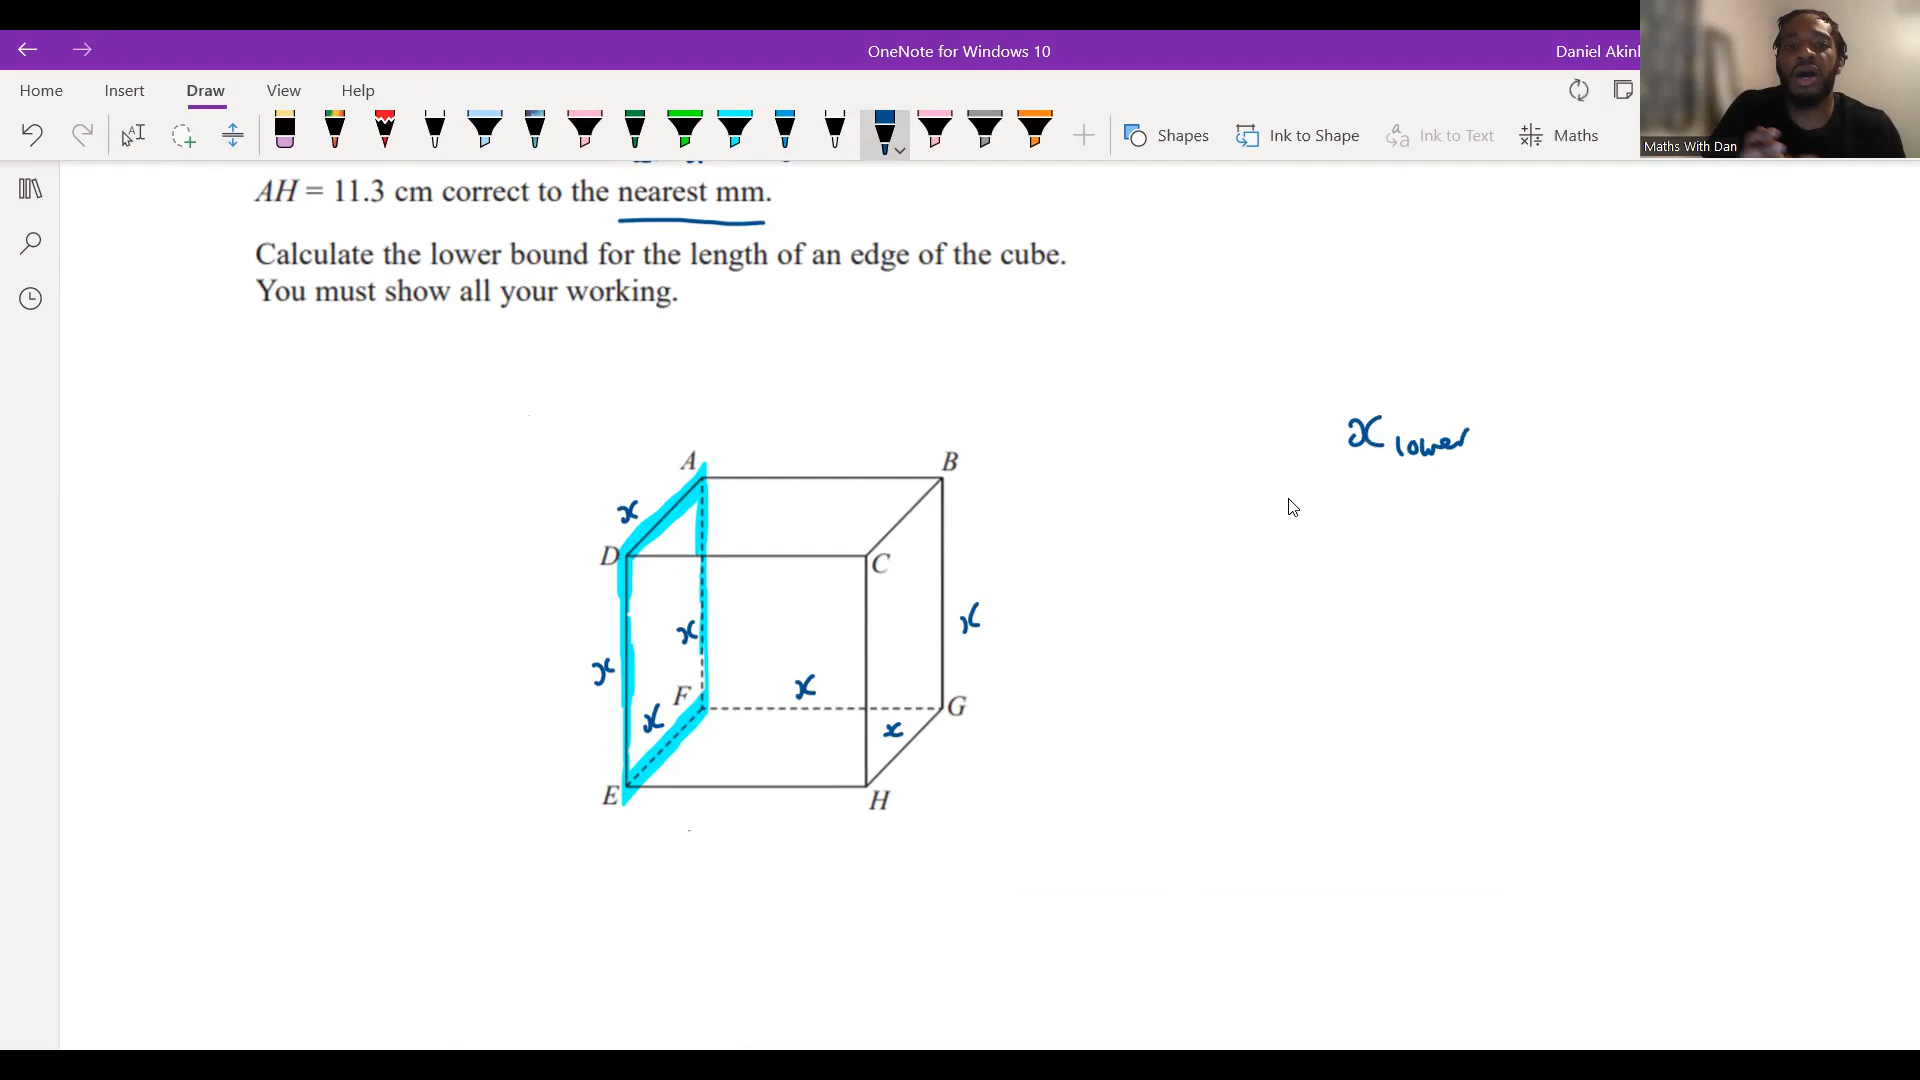 OneNote for Windows 10
Daniel Akinl
Home Insert Draw View Help
Shapes Ink to Shape Ink to Text Maths
Maths With Dan
AH = 11.3 cm correct to the nearest mm.
Calculate the lower bound for the length of an edge of the cube.
You must show all your working.
x lower
A B
x
D C
x x x
F x G
x x
E H